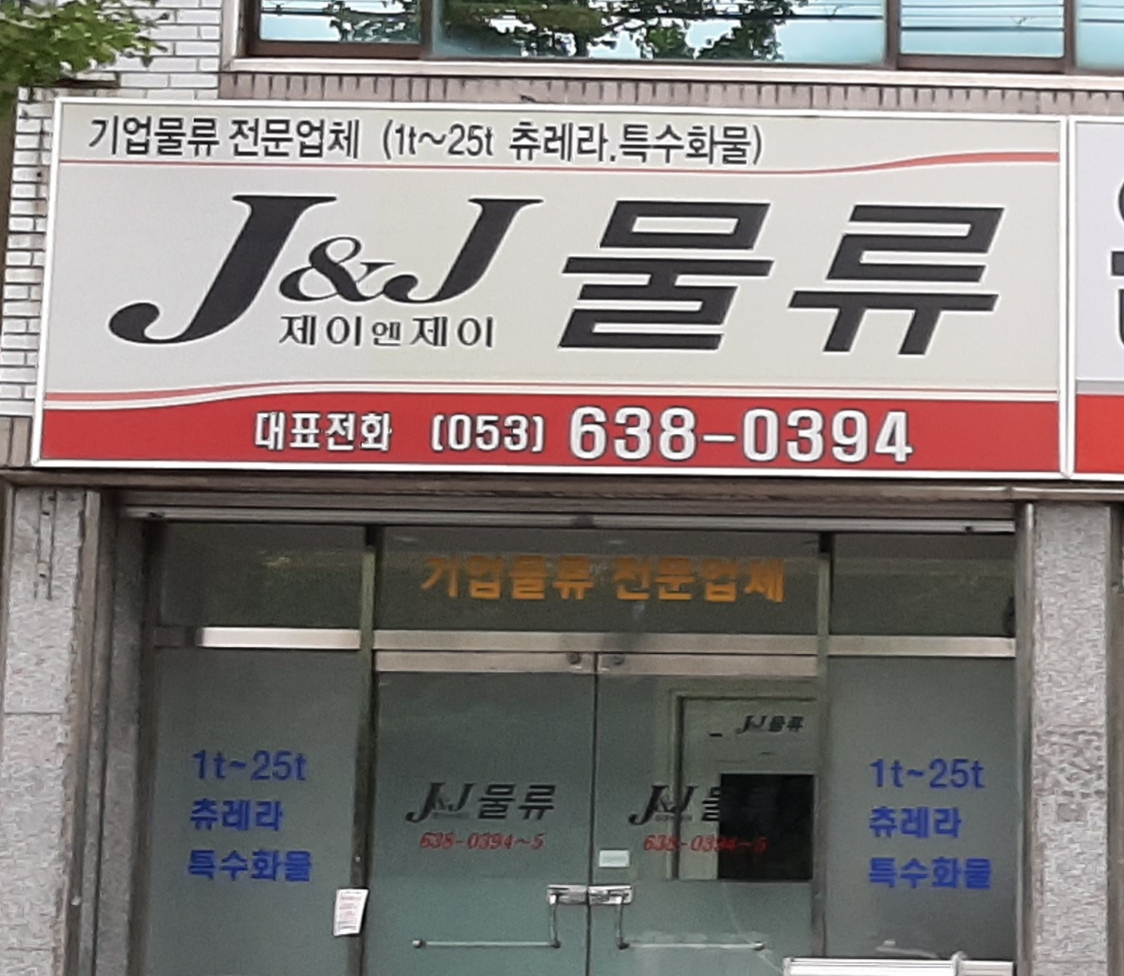 기업물류 전문업체 (1t~25t 츄레라.특수화물)
J&J 물류
제이엔제이
대표전화 (053) 638-0394
기업물류 전문업체
J&J 물류
1t~25t
츄레라
특수화물
J&J 물류
638-0394~5
J&J 물
638-0394~5
1t~25t
츄레라
특수화물